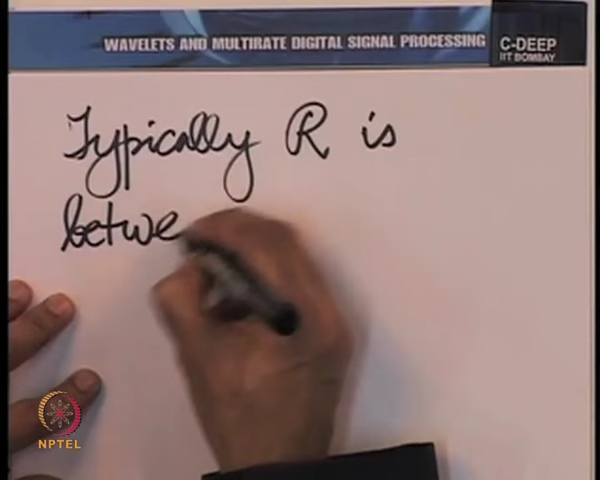 WAVELETS AND MULTIRATE DIGITAL SIGNAL PROCESSING
C-DEEP
IIT BOMBAY
Typically R is
betwe
NPTEL